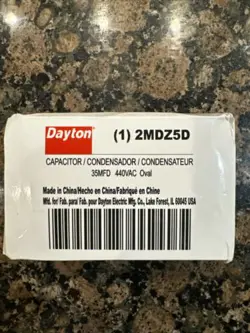 Dayton® (1) 2MDZ5D
CAPACITOR / CONDENSADOR / CONDENSATEUR
35MFD 440VAC Oval
Made in China/Hecho en China/Fabriqué en Chine
Mfd. for/ Fab. para/ Fab. pour Dayton Electric Mfg. Co., Lake Forest, IL 60045 USA